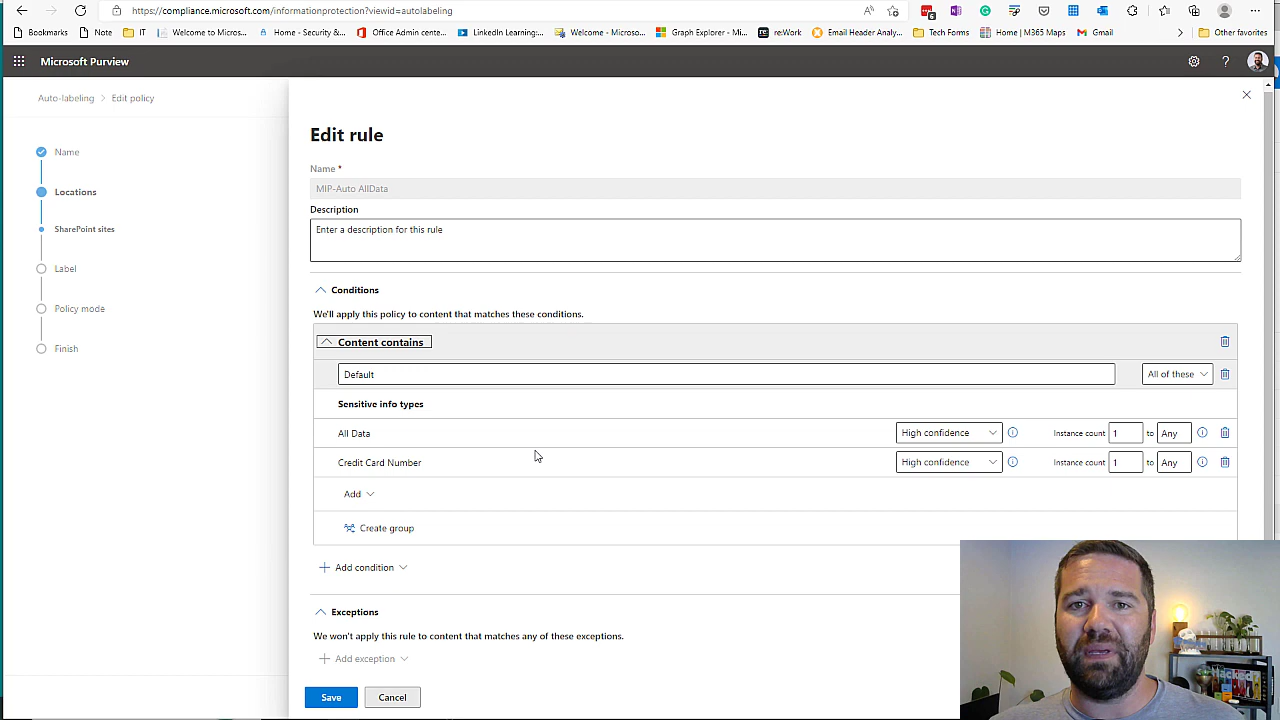 https://compliance.microsoft.com/informationprotection?viewid=autolabeling
6
Bookmarks Note IT Welcome to Micros... Home - Security &... Office Admin cente... LinkedIn Learning:... Welcome - Microso... Graph Explorer - Mi... re:Work Email Header Analy... Tech Forms Home | M365 Maps Gmail Other favorites
Microsoft Purview
Auto-labeling > Edit policy
Name
Locations
SharePoint sites
Label
Policy mode
Finish
Edit rule
Name *
MIP-Auto AllData
Description
Enter a description for this rule
Conditions
We'll apply this policy to content that matches these conditions.
Content contains
Default All of these
Sensitive info types
All Data High confidence Instance count 1 to Any
Credit Card Number High confidence Instance count 1 to Any
Add
Create group
Add condition
Exceptions
We won't apply this rule to content that matches any of these exceptions.
Add exception
Save Cancel
Hacked?